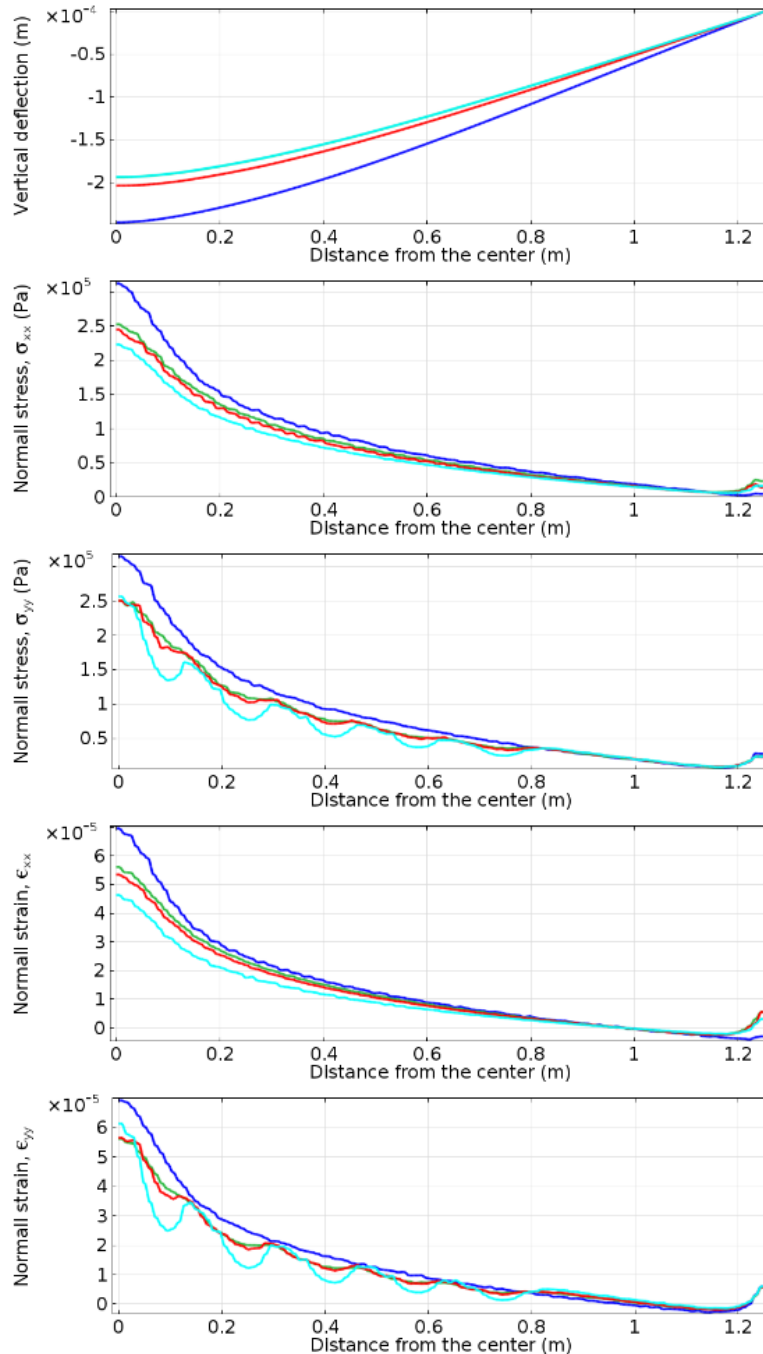 ×10⁻⁴
Vertical deflection (m)
-0.5
-1
-1.5
-2
0 0.2 0.4 0.6 0.8 1 1.2
Distance from the center (m)
×10⁵
Normall stress, σxx (Pa)
2.5
2
1.5
1
0.5
0
0 0.2 0.4 0.6 0.8 1 1.2
Distance from the center (m)
×10⁵
Normall stress, σyy (Pa)
2.5
2
1.5
1
0.5
0 0.2 0.4 0.6 0.8 1 1.2
Distance from the center (m)
×10⁻⁵
Normall strain, ϵxx
6
5
4
3
2
1
0
0 0.2 0.4 0.6 0.8 1 1.2
Distance from the center (m)
×10⁻⁵
Normall strain, ϵyy
6
5
4
3
2
1
0
0 0.2 0.4 0.6 0.8 1 1.2
Distance from the center (m)